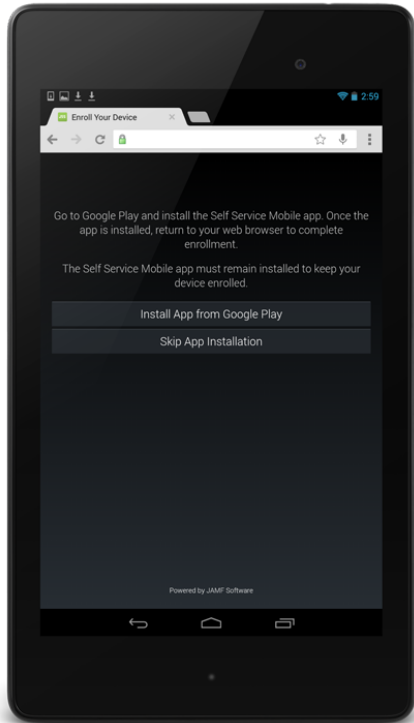 2:59
Enroll Your Device
Go to Google Play and install the Self Service Mobile app. Once the
app is installed, return to your web browser to complete
enrollment.
The Self Service Mobile app must remain installed to keep your
device enrolled.
Install App from Google Play
Skip App Installation
Powered by JAMF Software